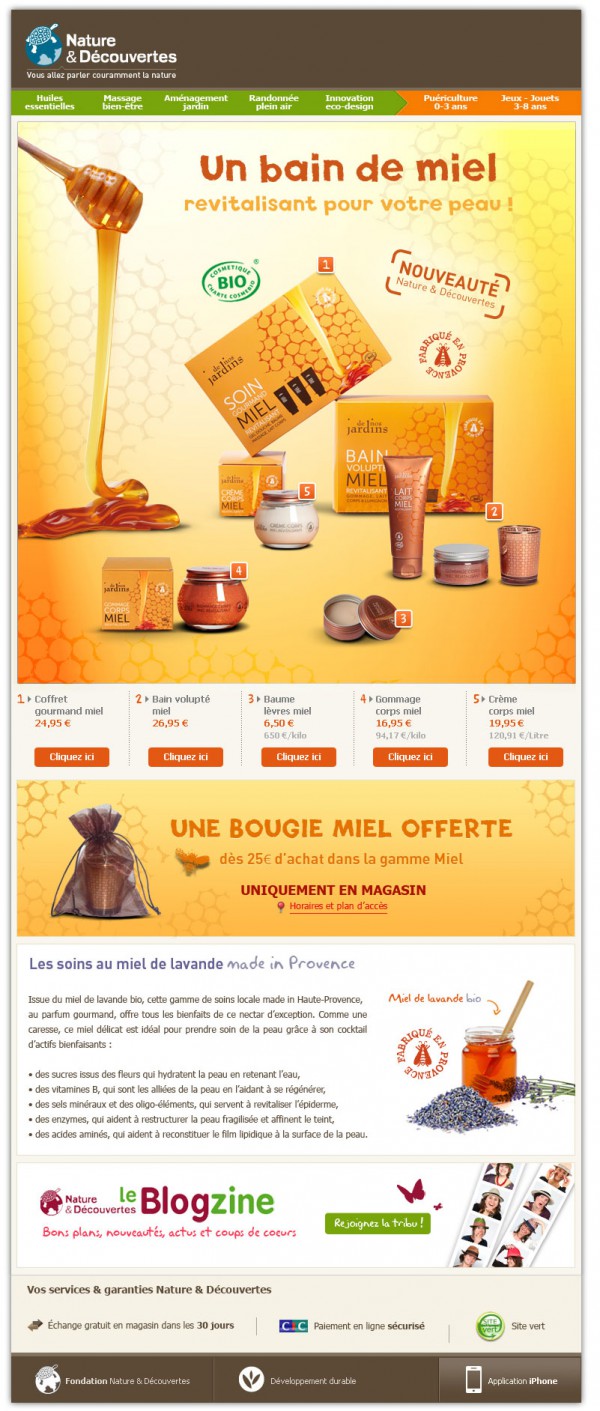 Nature
& Découvertes
Vous allez parler couramment la nature
Huiles essentielles
Massage bien-être
Aménagement jardin
Randonnée plein air
Innovation eco-design
Puériculture 0-3 ans
Jeux - Jouets 3-8 ans
Un bain de miel
revitalisant pour votre peau !
COSMETIQUE
BIO
CHARTE COSMEBIO
®
1
NOUVEAUTÉ
Nature & Découvertes
FABRIQUÉ EN PROVENCE
de nos jardins
SOIN
GOURMAND
MIEL
REVITALISANT
de nos jardins
BAIN
VOLUPTÉ
MIEL
REVITALISANT
CRÈME
CORPS
MIEL
5
CRÈME CORPS
LAIT
CORPS
MIEL
2
de nos jardins
GOMMAGE
CORPS
MIEL
4
3
1 Coffret gourmand miel
24,95 €
Cliquez ici
2 Bain volupté miel
26,95 €
Cliquez ici
3 Baume lèvres miel
6,50 €
650 €/kilo
Cliquez ici
4 Gommage corps miel
16,95 €
94,17 €/kilo
Cliquez ici
5 Crème corps miel
19,95 €
120,91 €/Litre
Cliquez ici
UNE BOUGIE MIEL OFFERTE
dès 25€ d'achat dans la gamme Miel
UNIQUEMENT EN MAGASIN
Horaires et plan d'accès
Les soins au miel de lavande made in Provence
Issue du miel de lavande bio, cette gamme de soins locale made in Haute-Provence,
au parfum gourmand, offre tous les bienfaits de ce nectar d'exception. Comme une
caresse, ce miel délicat est idéal pour prendre soin de la peau grâce à son cocktail
d'actifs bienfaisants :
• des sucres issus des fleurs qui hydratent la peau en retenant l'eau,
• des vitamines B, qui sont les alliées de la peau en l'aidant à se régénérer,
• des sels minéraux et des oligo-éléments, qui servent à revitaliser l'épiderme,
• des enzymes, qui aident à restructurer la peau fragilisée et affinent le teint,
• des acides aminés, qui aident à reconstituer le film lipidique à la surface de la peau.
Miel de lavande bio
FABRIQUÉ EN PROVENCE
Nature
& Découvertes
le Blogzine
Bons plans, nouveautés, actus et coups de coeurs
Rejoignez la tribu !
Vos services & garanties Nature & Découvertes
Échange gratuit en magasin dans les 30 jours
CIC
Paiement en ligne sécurisé
SITE vert
Site vert
Fondation Nature & Découvertes
Développement durable
Application iPhone